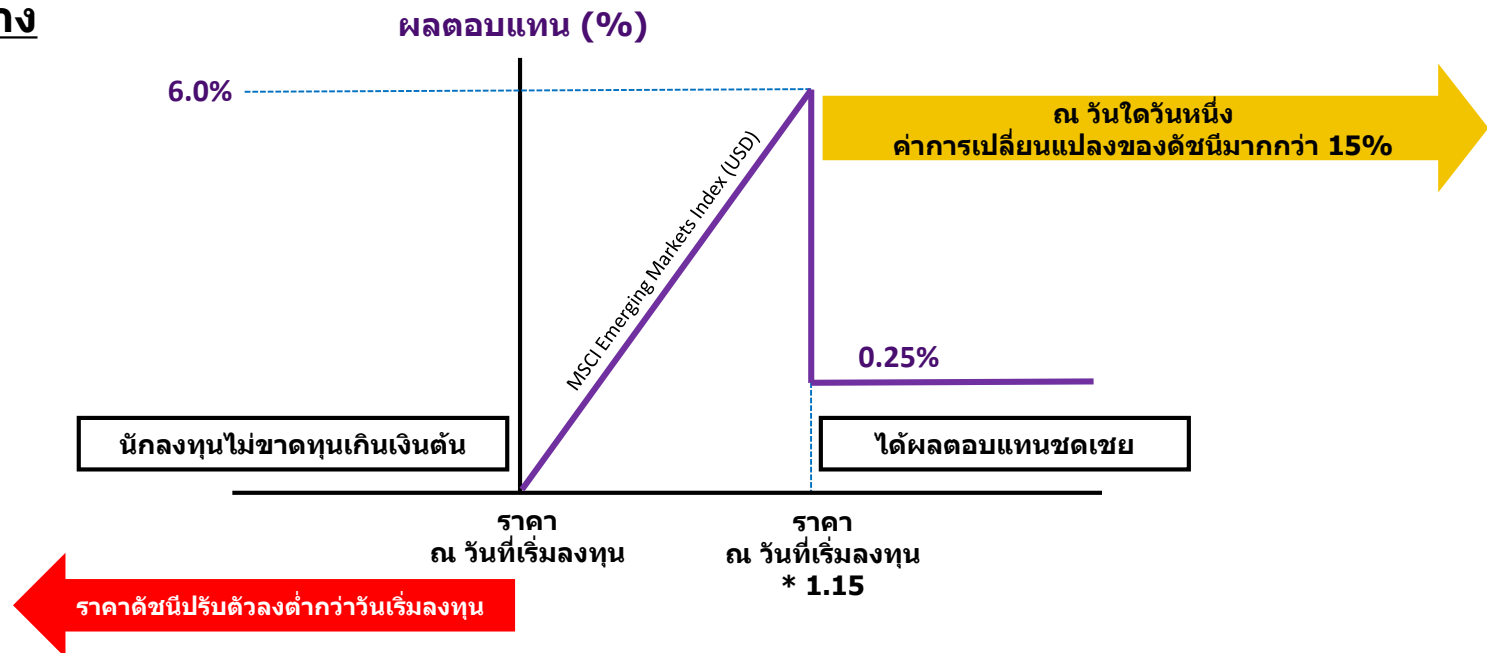 ผลตอบแทน (%)
6.0%
ณ วันใดวันหนึ่ง
ค่าการเปลี่ยนแปลงของดัชนีมากกว่า 15%
MSCI Emerging Markets Index (USD)
0.25%
นักลงทุนไม่ขาดทุนเกินเงินต้น
ได้ผลตอบแทนชดเชย
ราคา
ณ วันที่เริ่มลงทุน
ราคา
ณ วันที่เริ่มลงทุน
* 1.15
ราคาดัชนีปรับตัวลงต่ำกว่าวันเริ่มลงทุน